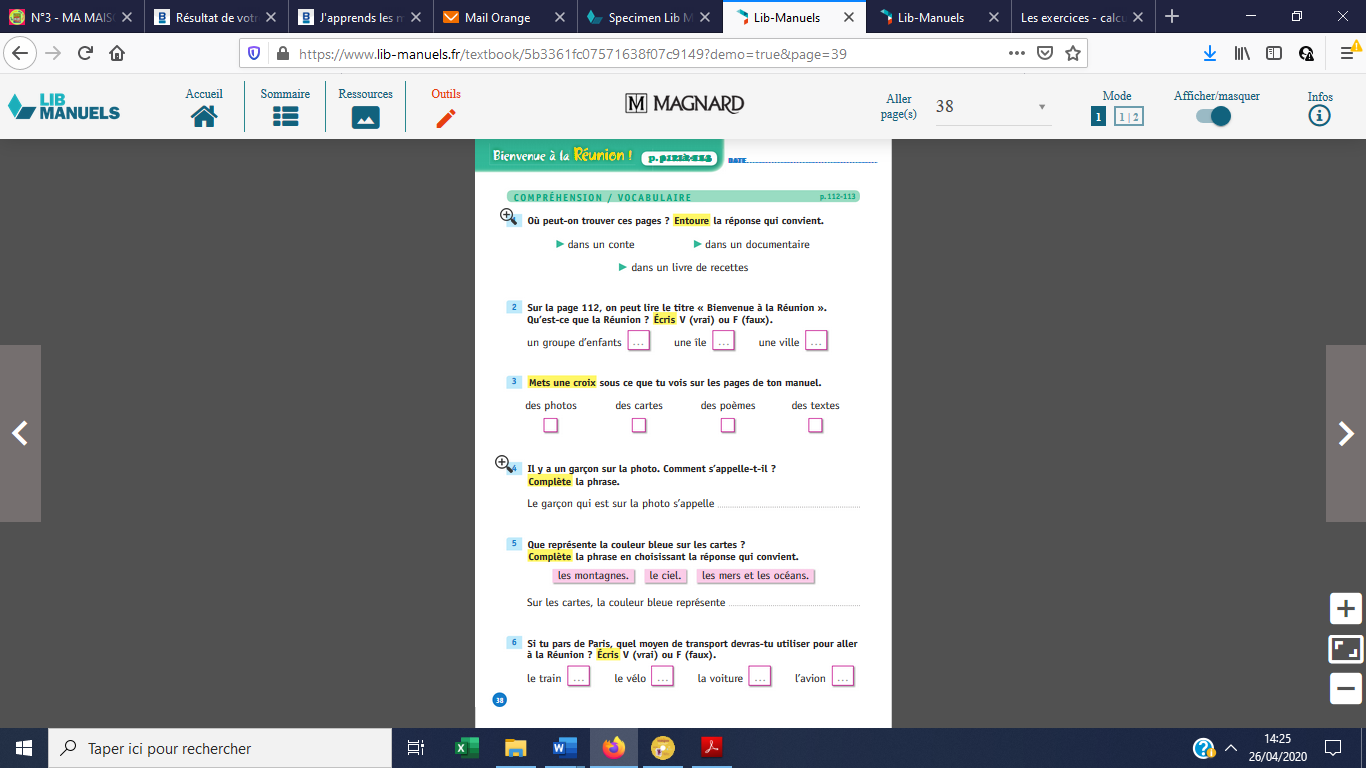 N°3 - MA MAISO
Résultat de votr
J'apprends les m
Mail Orange
Specimen Lib M
Lib-Manuels
Lib-Manuels
Les exercices - calcu
https://www.lib-manuels.fr/textbook/5b3361fc07571638f07c9149?demo=true&page=39
LIB MANUELS
Accueil
Sommaire
Ressources
Outils
M MAGNARD
Aller page(s)
38
Mode
1
1 | 2
Afficher/masquer
Infos
Bienvenue à la Réunion !
DATE
COMPRÉHENSION / VOCABULAIRE
p. 112-113
Où peut-on trouver ces pages ? Entoure la réponse qui convient.
dans un conte
dans un documentaire
dans un livre de recettes
2 Sur la page 112, on peut lire le titre « Bienvenue à la Réunion ».
Qu'est-ce que la Réunion ? Écris V (vrai) ou F (faux).
un groupe d'enfants ... une île ... une ville ...
3 Mets une croix sous ce que tu vois sur les pages de ton manuel.
des photos des cartes des poèmes des textes
4 Il y a un garçon sur la photo. Comment s'appelle-t-il ?
Complète la phrase.
Le garçon qui est sur la photo s'appelle
5 Que représente la couleur bleue sur les cartes ?
Complète la phrase en choisissant la réponse qui convient.
les montagnes. le ciel. les mers et les océans.
Sur les cartes, la couleur bleue représente
6 Si tu pars de Paris, quel moyen de transport devras-tu utiliser pour aller
à la Réunion ? Écris V (vrai) ou F (faux).
le train ... le vélo ... la voiture ... l'avion ...
38
Taper ici pour rechercher
14:25
26/04/2020